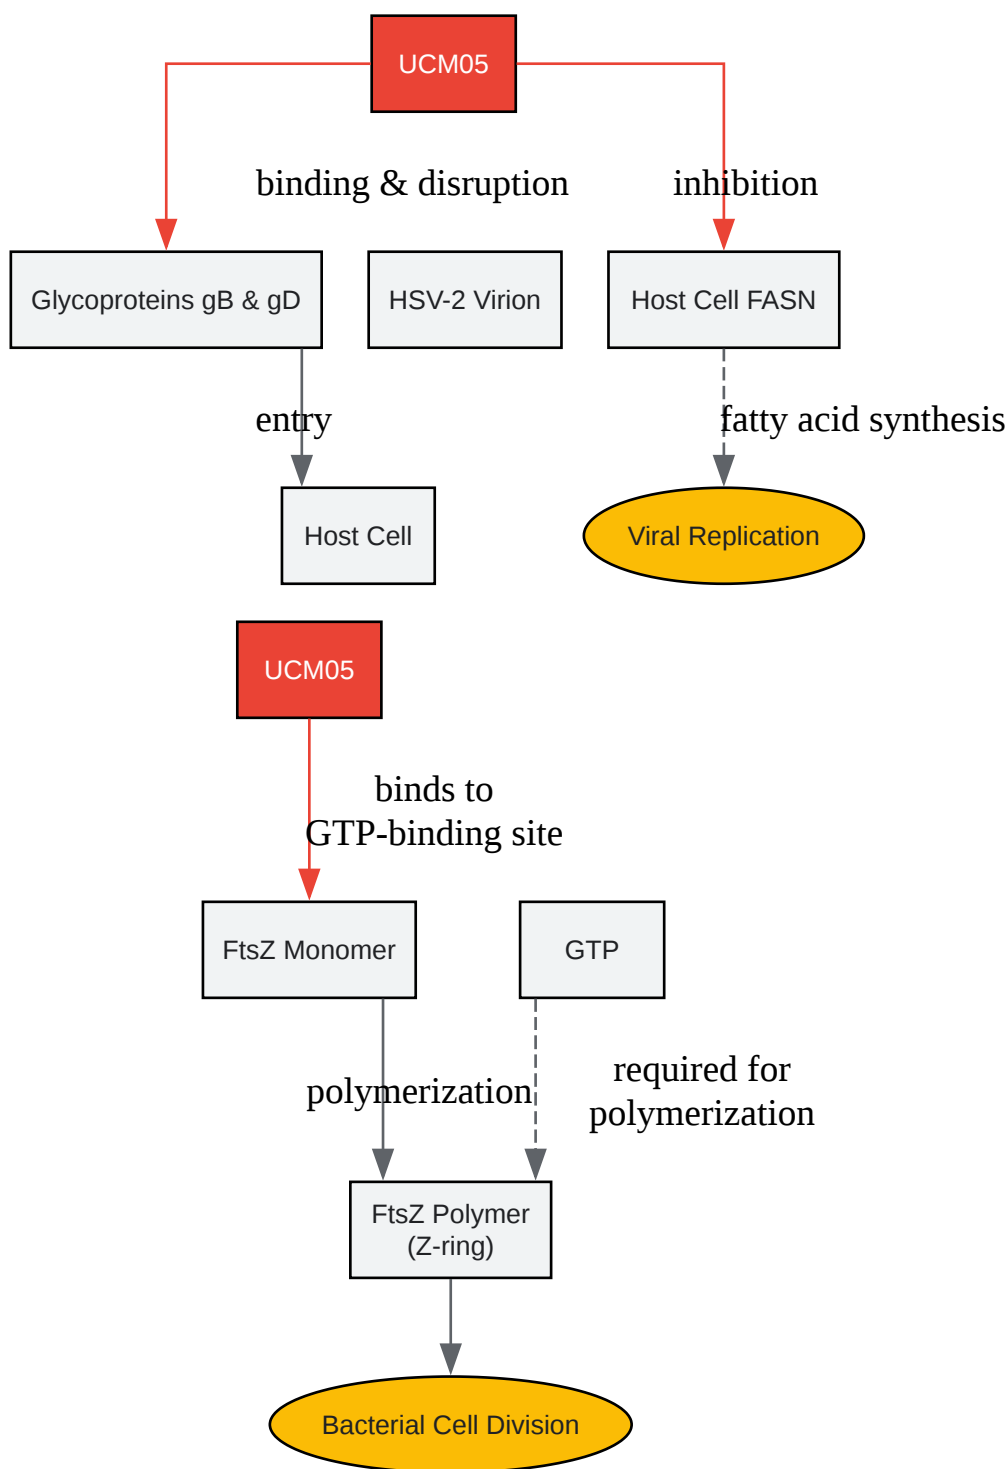 UCM05
binding & disruption
inhibition
Glycoproteins gB & gD
HSV-2 Virion
Host Cell FASN
entry
fatty acid synthesis
Host Cell
Viral Replication
UCM05
binds to
GTP-binding site
FtsZ Monomer
GTP
polymerization
required for
polymerization
FtsZ Polymer
(Z-ring)
Bacterial Cell Division